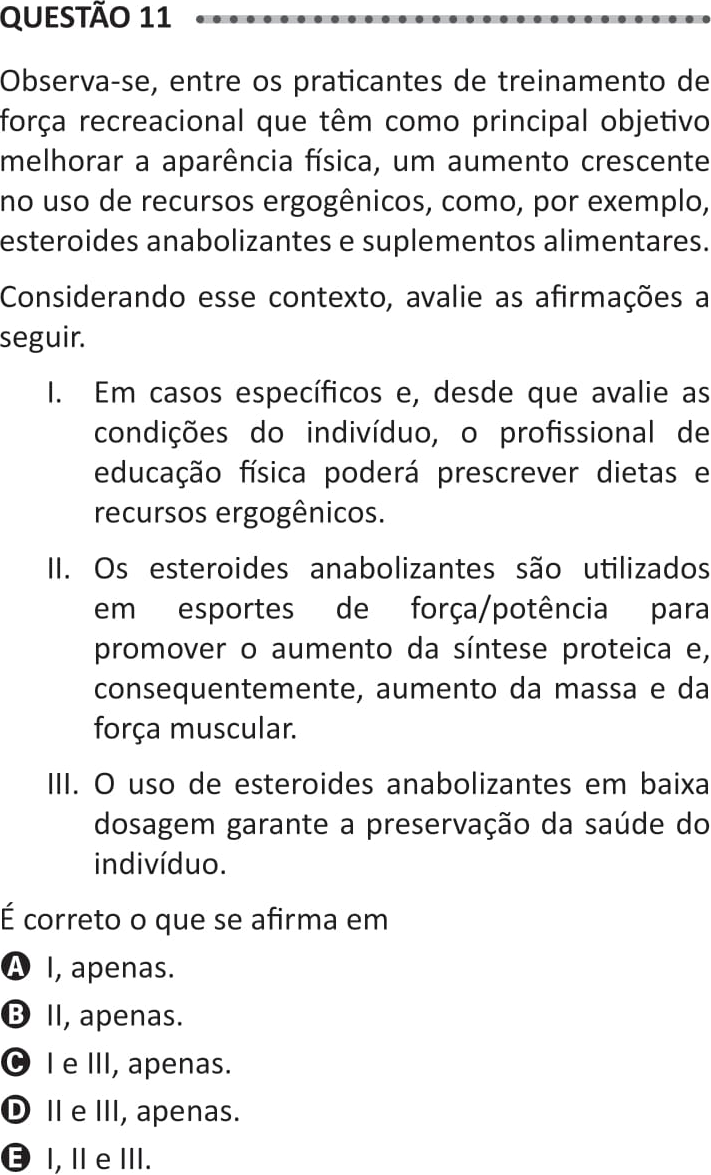 QUESTÃO 11
Observa-se, entre os praticantes de treinamento de
força recreacional que têm como principal objetivo
melhorar a aparência física, um aumento crescente
no uso de recursos ergogênicos, como, por exemplo,
esteroides anabolizantes e suplementos alimentares.
Considerando esse contexto, avalie as afirmações a
seguir.
I. Em casos específicos e, desde que avalie as
condições do indivíduo, o profissional de
educação física poderá prescrever dietas e
recursos ergogênicos.
II. Os esteroides anabolizantes são utilizados
em esportes de força/potência para
promover o aumento da síntese proteica e,
consequentemente, aumento da massa e da
força muscular.
III. O uso de esteroides anabolizantes em baixa
dosagem garante a preservação da saúde do
indivíduo.
É correto o que se afirma em
A I, apenas.
B II, apenas.
C I e III, apenas.
D II e III, apenas.
E I, II e III.